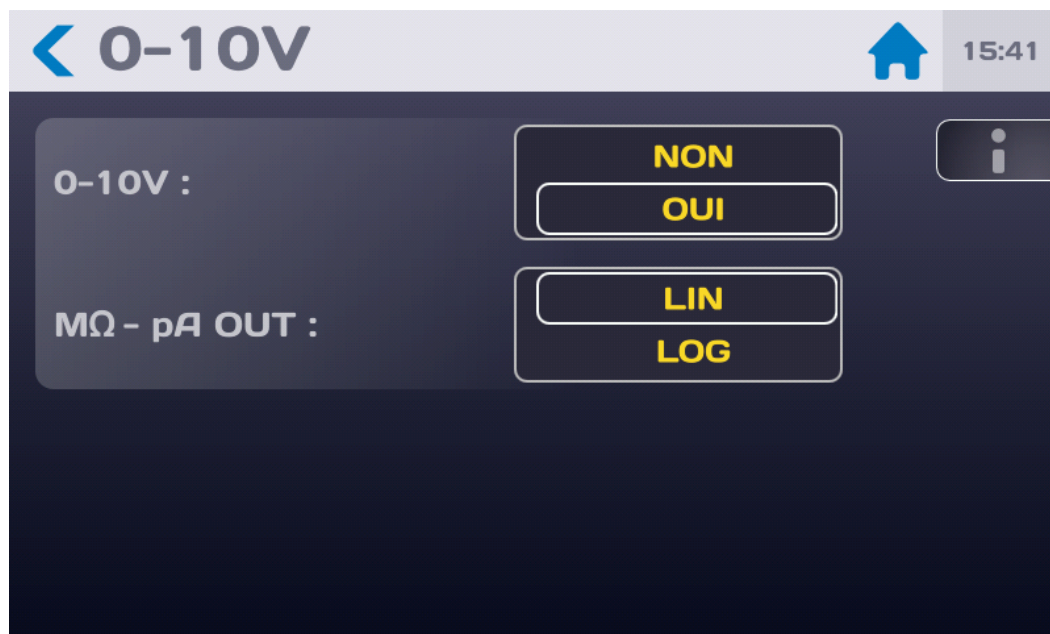 0-10V
15:41
0-10V :
NON
OUI
MΩ - pA OUT :
LIN
LOG